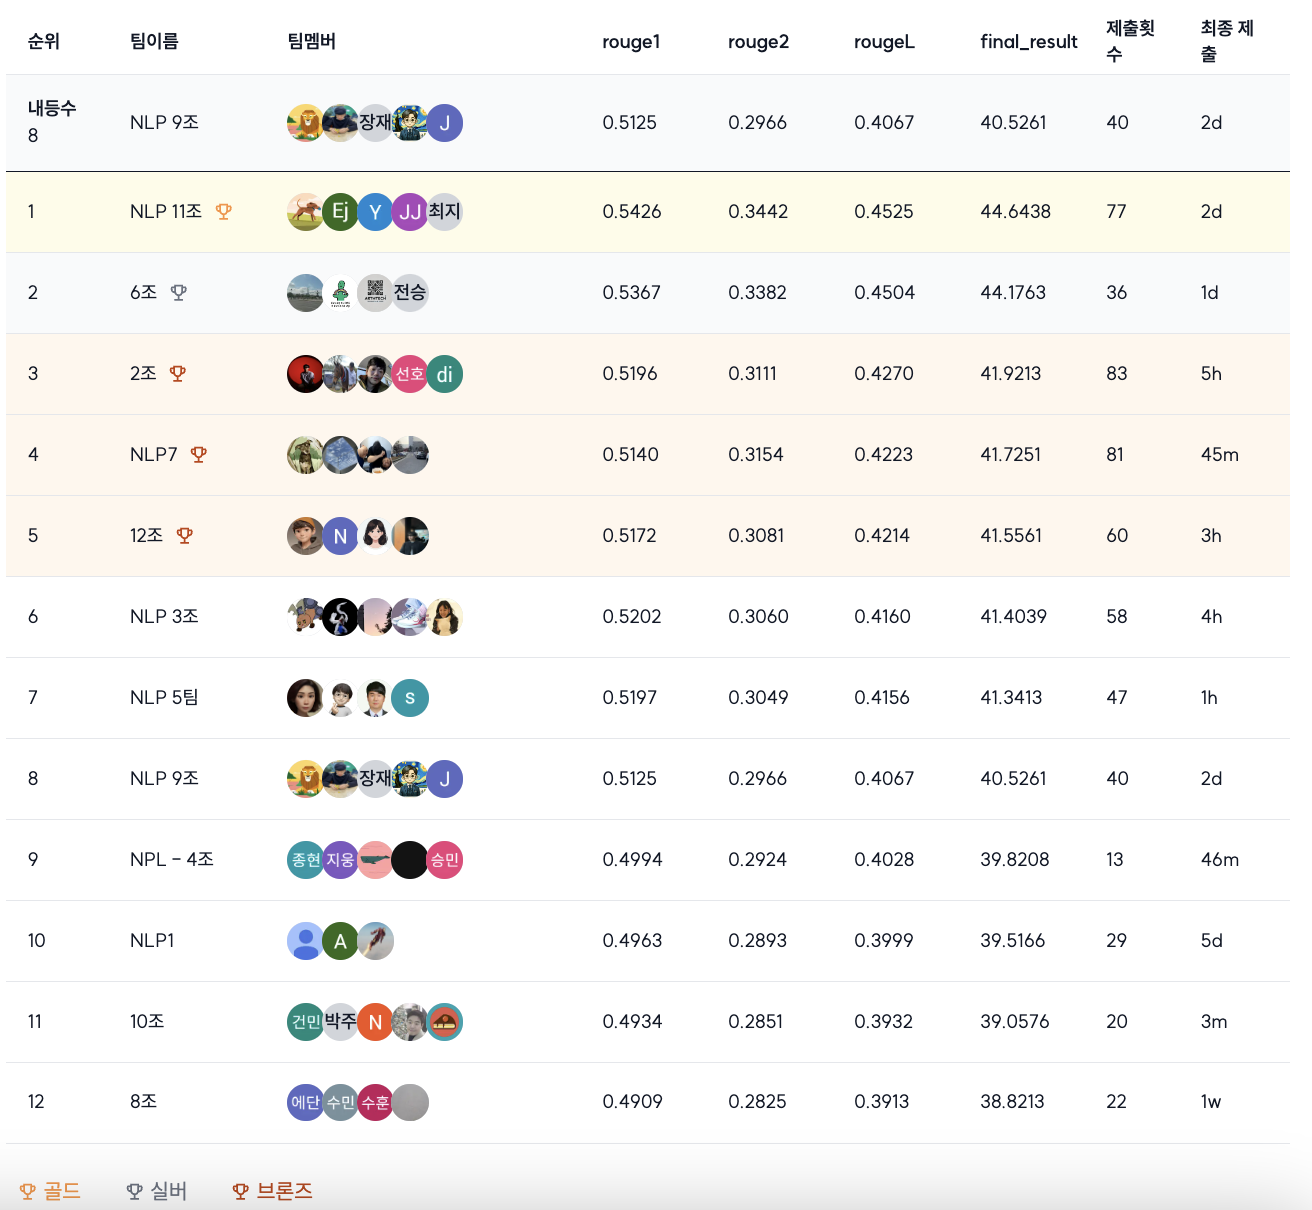 순위 팀이름 팀멤버 rouge1 rouge2 rougeL final_result 제출횟수 최종 제출
내등수 8 NLP 9조 장재 J 0.5125 0.2966 0.4067 40.5261 40 2d
1 NLP 11조 Ej Y JJ 최지 0.5426 0.3442 0.4525 44.6438 77 2d
2 6조 전승 0.5367 0.3382 0.4504 44.1763 36 1d
3 2조 선호 di 0.5196 0.3111 0.4270 41.9213 83 5h
4 NLP7 0.5140 0.3154 0.4223 41.7251 81 45m
5 12조 N 0.5172 0.3081 0.4214 41.5561 60 3h
6 NLP 3조 0.5202 0.3060 0.4160 41.4039 58 4h
7 NLP 5팀 s 0.5197 0.3049 0.4156 41.3413 47 1h
8 NLP 9조 장재 J 0.5125 0.2966 0.4067 40.5261 40 2d
9 NPL - 4조 종현 지웅 승민 0.4994 0.2924 0.4028 39.8208 13 46m
10 NLP1 A 0.4963 0.2893 0.3999 39.5166 29 5d
11 10조 건민 박주 N 0.4934 0.2851 0.3932 39.0576 20 3m
12 8조 에단 수민 수훈 0.4909 0.2825 0.3913 38.8213 22 1w
골드 실버 브론즈